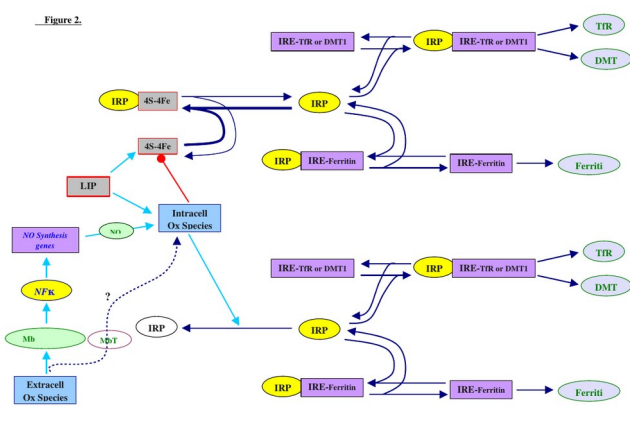 Figure 2.
IRE-TfR or DMT1
IRP
IRE-TfR or DMT1
TfR
DMT
IRP
4S-4Fe
IRP
4S-4Fe
IRP
IRE-Ferritin
IRE-Ferritin
Ferriti
LIP
Intracell
Ox Species
NO Synthesis
genes
NO
NFκ
?
Mb
MbT
Extracell
Ox Species
IRP
IRP
IRE-TfR or DMT1
IRP
IRE-TfR or DMT1
TfR
DMT
IRP
IRE-Ferritin
IRE-Ferritin
Ferriti